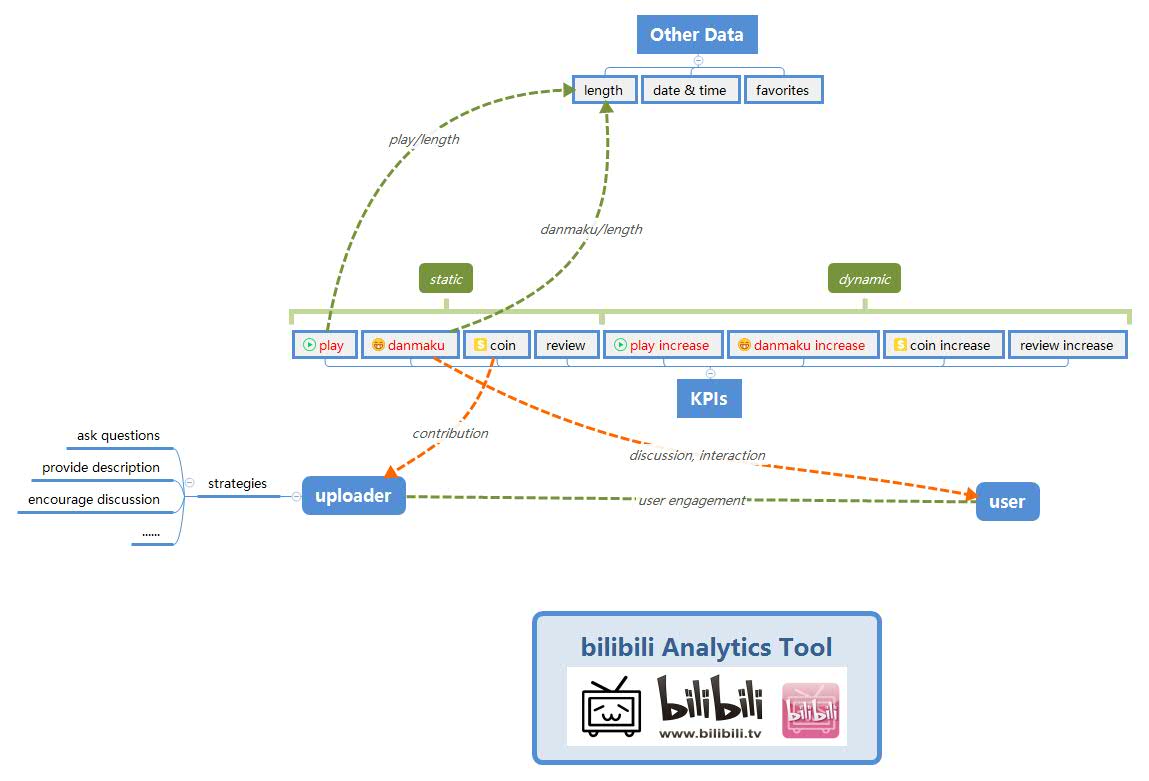 Other Data
length
date & time
favorites
play/length
danmaku/length
static
dynamic
play
danmaku
coin
review
play increase
danmaku increase
coin increase
review increase
KPIs
contribution
discussion, interaction
ask questions
provide description
encourage discussion
......
strategies
uploader
user engagement
user
bilibili Analytics Tool
bilibili
www.bilibili.tv
bilibili